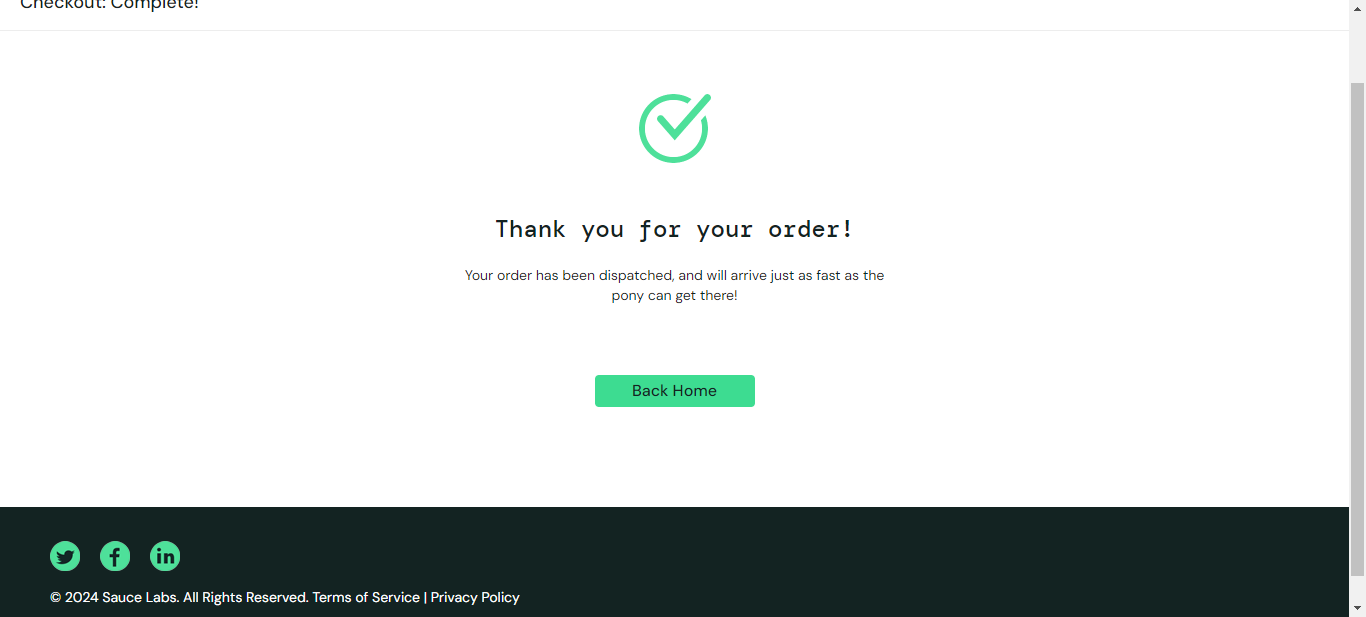 Checkout: Complete!
Thank you for your order!
Your order has been dispatched, and will arrive just as fast as the
pony can get there!
Back Home
© 2024 Sauce Labs. All Rights Reserved. Terms of Service | Privacy Policy